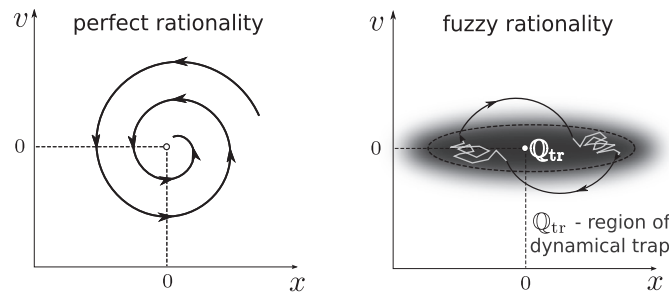 v
perfect rationality
0
0
x
v
fuzzy rationality
0
ℚtr
ℚtr - region of
dynamical trap
0
x